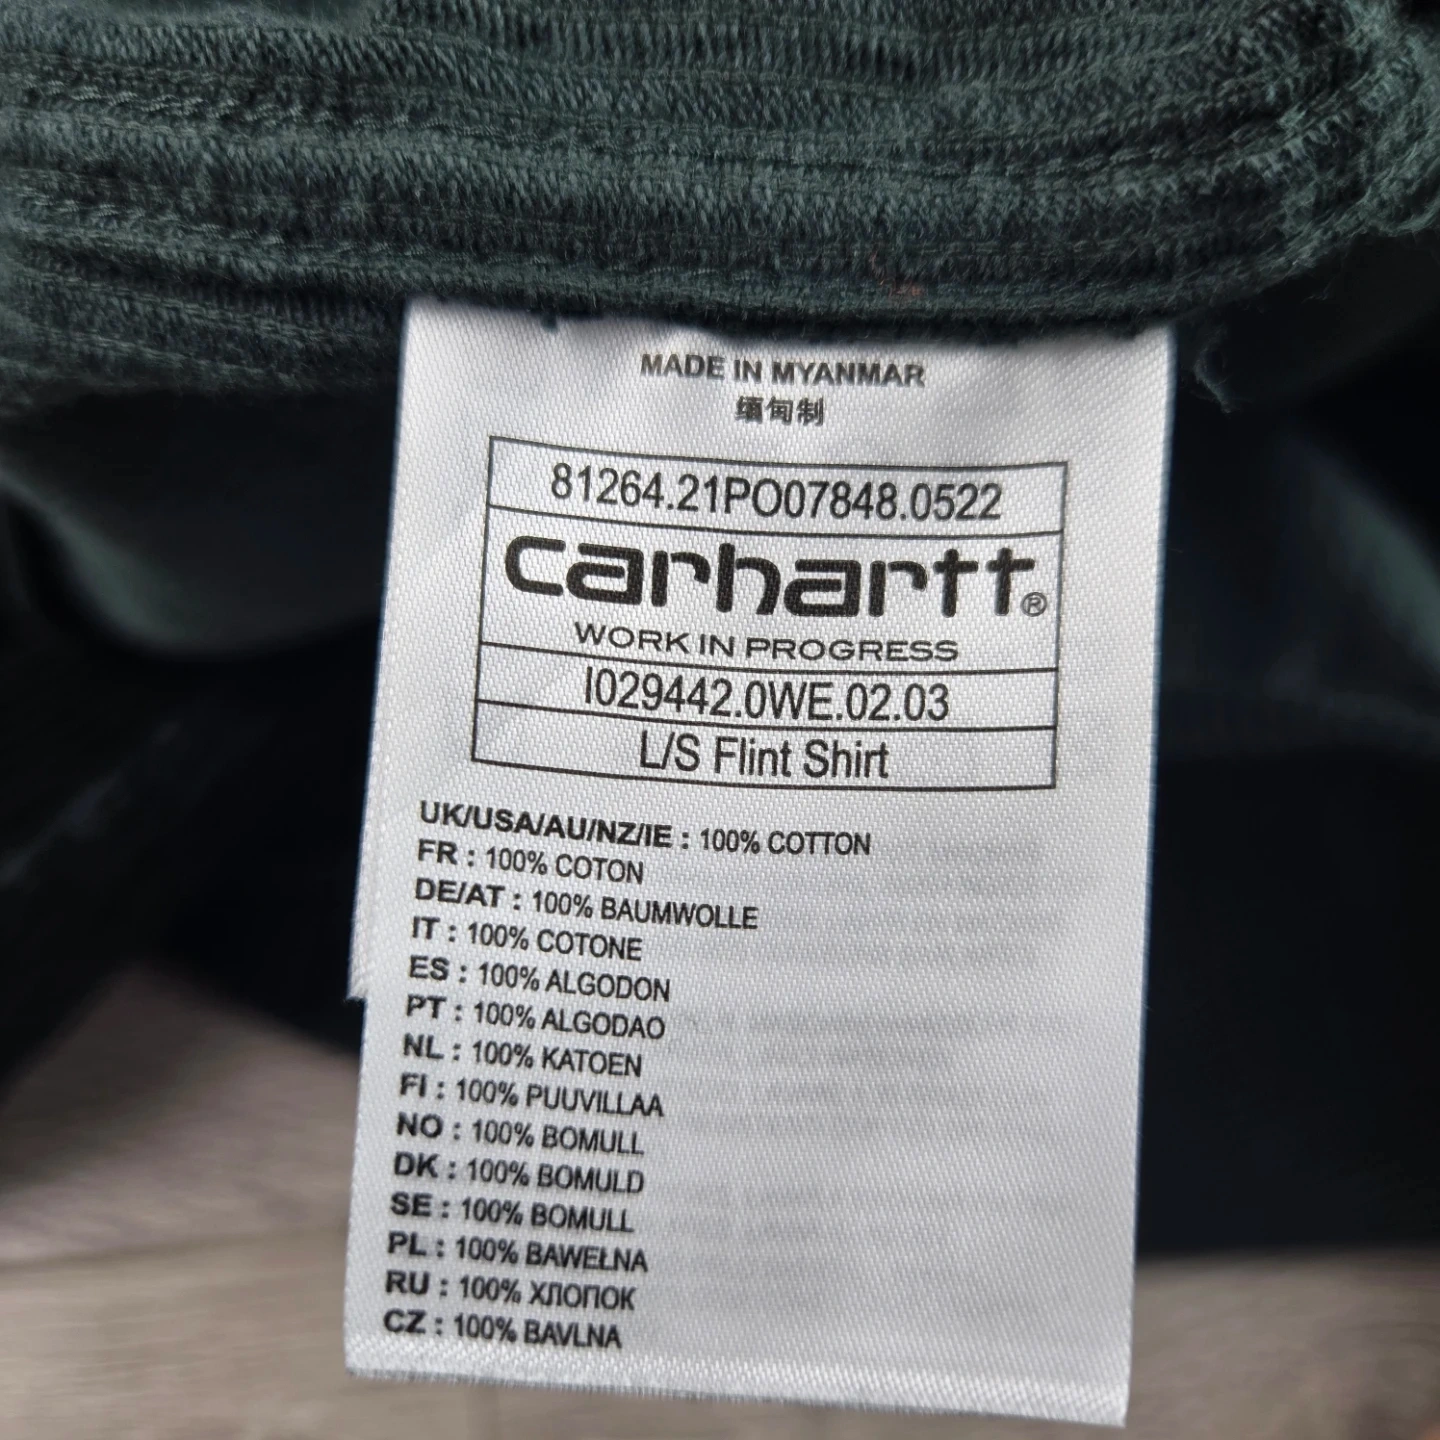 MADE IN MYANMAR
缅甸制
81264.21PO07848.0522
carhartt®
WORK IN PROGRESS
I029442.0WE.02.03
L/S Flint Shirt
UK/USA/AU/NZ/IE : 100% COTTON
FR : 100% COTON
DE/AT : 100% BAUMWOLLE
IT : 100% COTONE
ES : 100% ALGODON
PT : 100% ALGODAO
NL : 100% KATOEN
FI : 100% PUUVILLAA
NO : 100% BOMULL
DK : 100% BOMULD
SE : 100% BOMULL
PL : 100% BAWEŁNA
RU : 100% ХЛОПОК
CZ : 100% BAVLNA